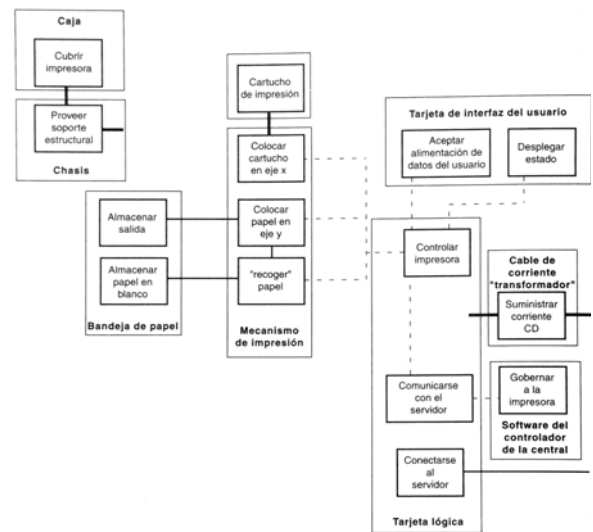 Caja
Cubrir
impresora
Proveer
soporte
estructural
Chasis
Cartucho
de impresión
Colocar
cartucho
en eje x
Colocar
papel en
eje y
"recoger"
papel
Mecanismo
de impresión
Almacenar
salida
Almacenar
papel en
blanco
Bandeja de papel
Tarjeta de interfaz del usuario
Aceptar
alimentación de
datos del usuario
Desplegar
estado
Controlar
impresora
Comunicarse
con el
servidor
Conectarse
al
servidor
Tarjeta lógica
Cable de
corriente
"transformador"
Suministrar
corriente
CD
Gobernar
a la
impresora
Software del
controlador
de la central